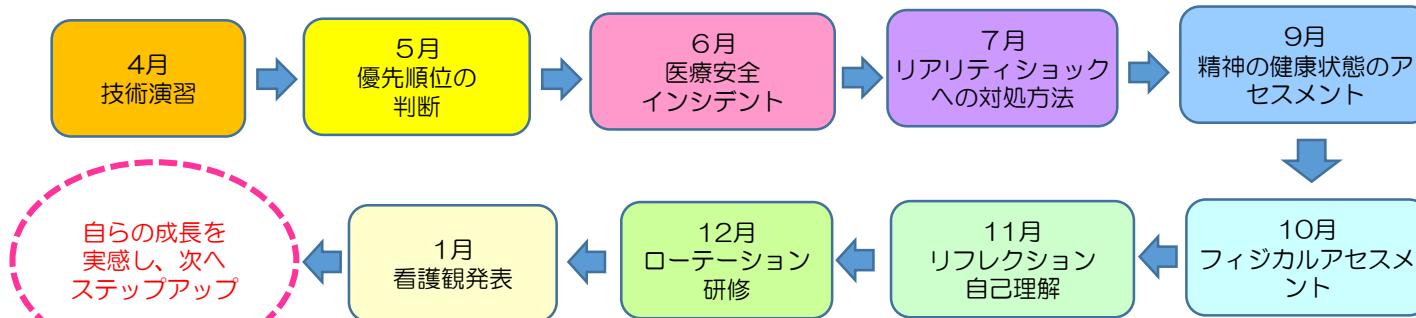 4月
技術演習
5月
優先順位の
判断
6月
医療安全
インシデント
7月
リアリティショック
への対処方法
9月
精神の健康状態のア
セスメント
10月
フィジカルアセスメ
ント
11月
リフレクション
自己理解
12月
ローテーション
研修
1月
看護観発表
自らの成長を
実感し、次へ
ステップアップ